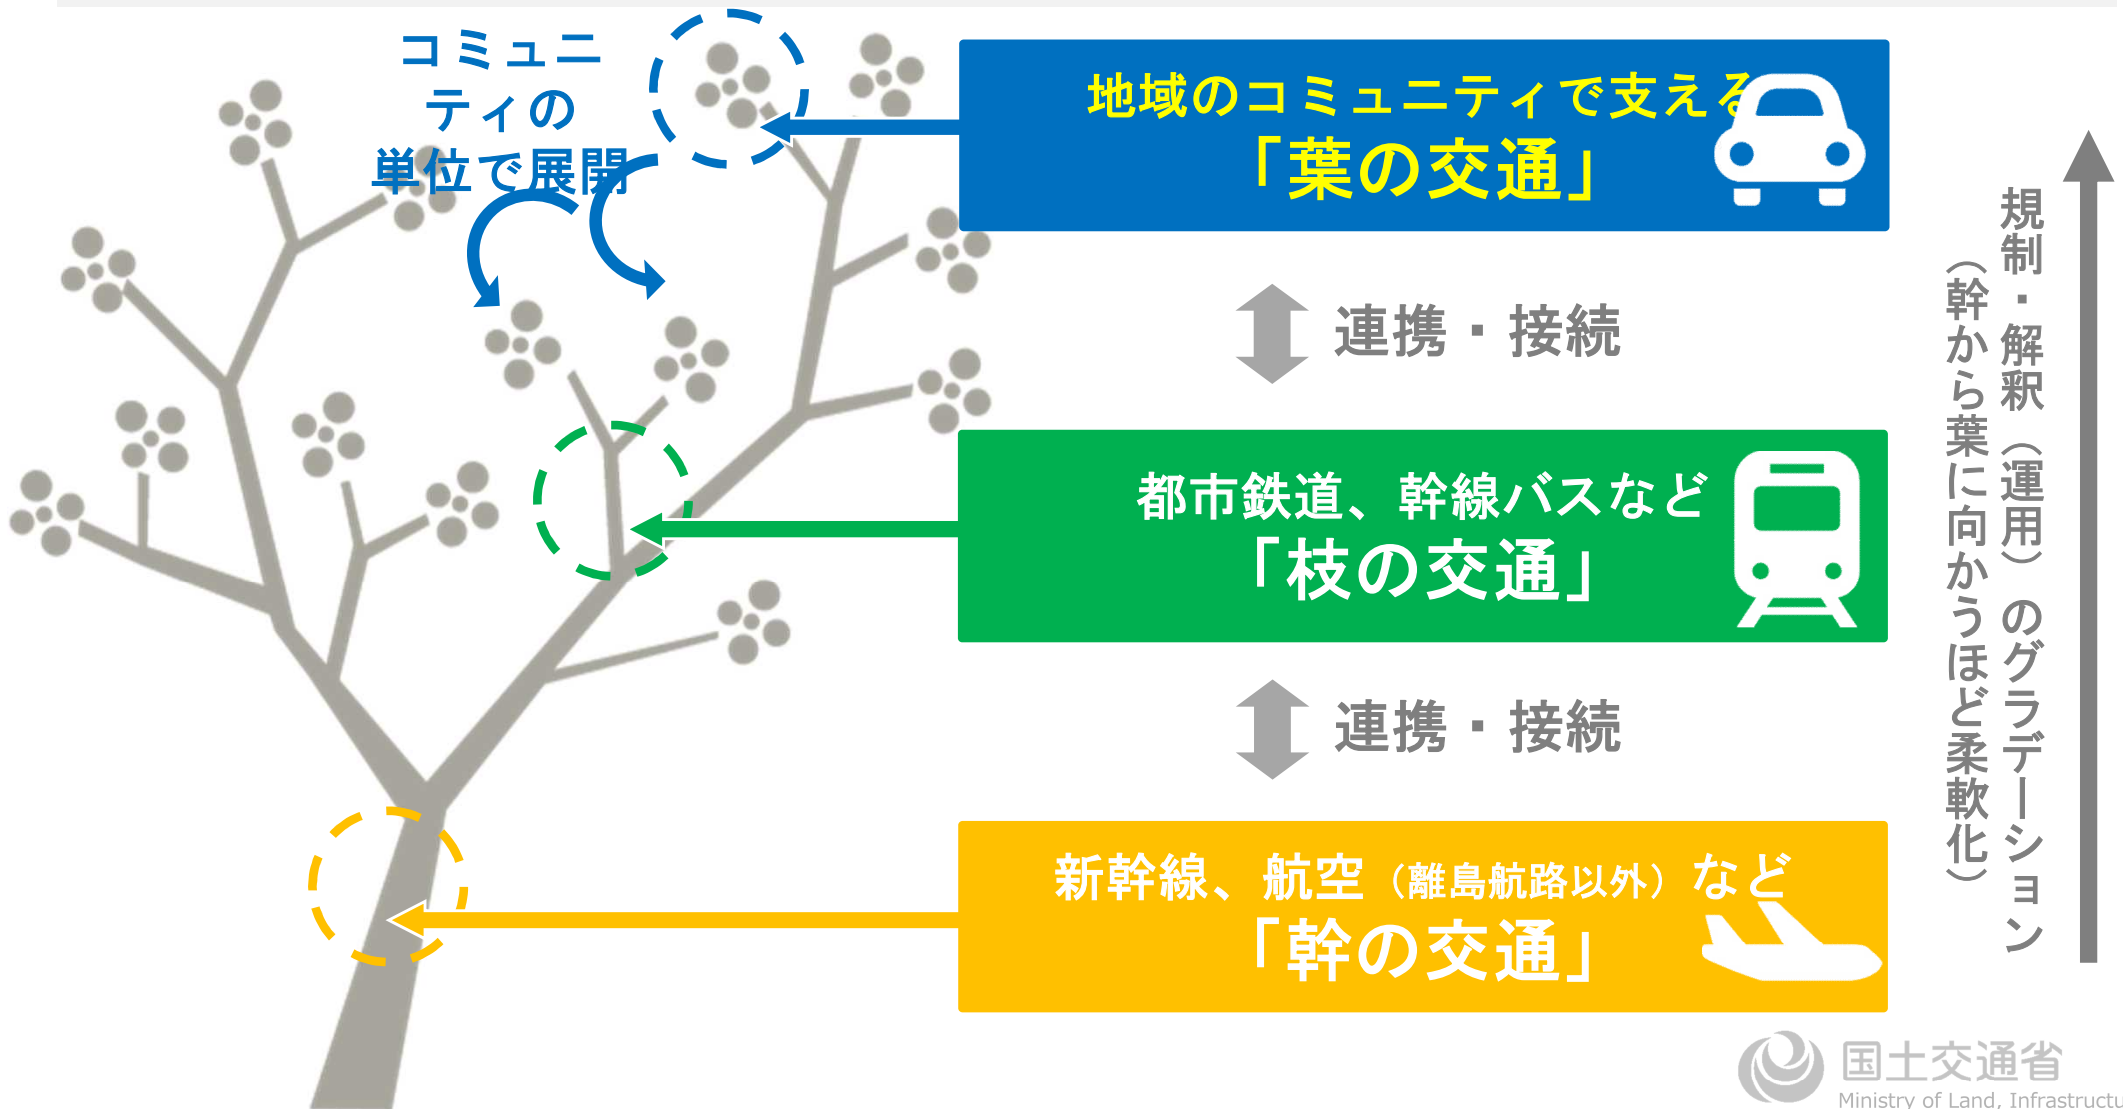 コミュニ
ティの
単位で展開
地域のコミュニティで支える
「葉の交通」
連携・接続
都市鉄道、幹線バスなど
「枝の交通」
連携・接続
新幹線、航空（離島航路以外）など
「幹の交通」
規制・解釈（運用）のグラデーション
（幹から葉に向かうほど柔軟化）
国土交通省
Ministry of Land, Infrastructu